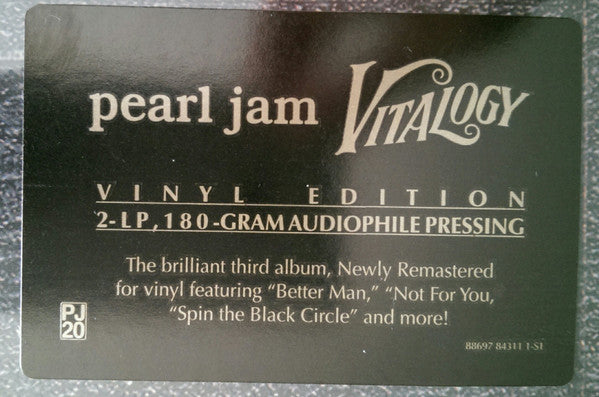 pearl jam VITALOGY
VINYL EDITION
2-LP, 180-GRAM AUDIOPHILE PRESSING
The brilliant third album, Newly Remastered
for vinyl featuring “Better Man,” “Not For You,
“Spin the Black Circle” and more!
PJ
20
88697 84311 1-S1